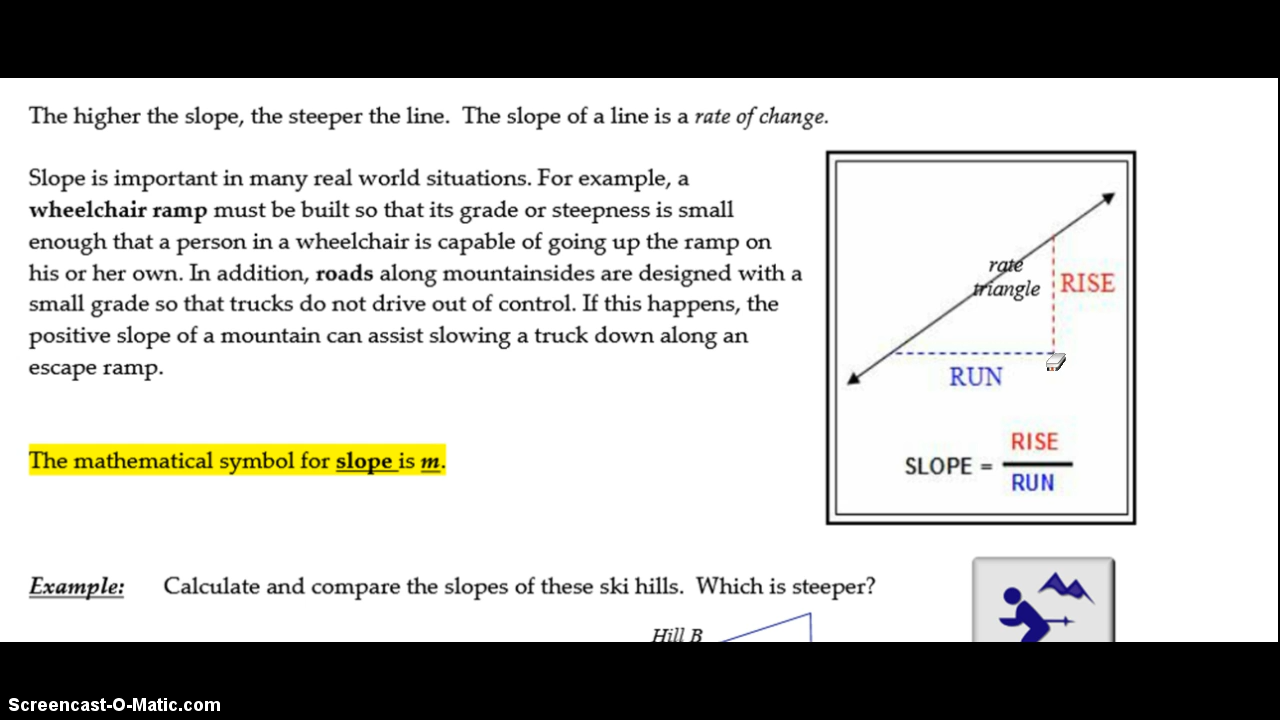 The higher the slope, the steeper the line.  The slope of a line is a rate of change.
Slope is important in many real world situations. For example, a
wheelchair ramp must be built so that its grade or steepness is small
enough that a person in a wheelchair is capable of going up the ramp on
his or her own. In addition, roads along mountainsides are designed with a
small grade so that trucks do not drive out of control. If this happens, the
positive slope of a mountain can assist slowing a truck down along an
escape ramp.
rate
triangle
RISE
RUN
SLOPE =
RISE
RUN
The mathematical symbol for slope is m.
Example: Calculate and compare the slopes of these ski hills.  Which is steeper?
Hill B
Screencast-O-Matic.com